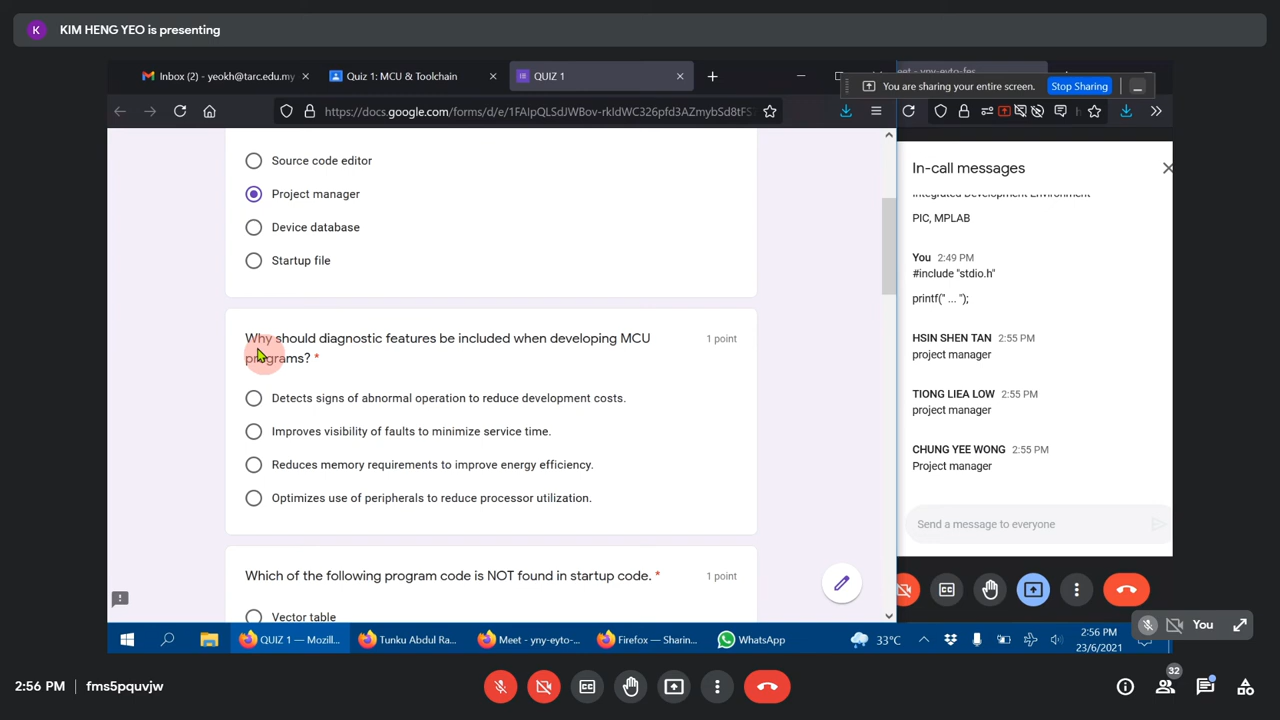 K
KIM HENG YEO is presenting
Inbox (2) - yeokh@tarc.edu.my
Quiz 1: MCU & Toolchain
QUIZ 1
You are sharing your entire screen.
Stop Sharing
https://docs.google.com/forms/d/e/1FAIpQLSdJWBov-rkIdWC326pfd3AZmybSd8tFS
Source code editor
Project manager
Device database
Startup file
Why should diagnostic features be included when developing MCU
programs? *
1 point
Detects signs of abnormal operation to reduce development costs.
Improves visibility of faults to minimize service time.
Reduces memory requirements to improve energy efficiency.
Optimizes use of peripherals to reduce processor utilization.
Which of the following program code is NOT found in startup code. *
1 point
Vector table
In-call messages
Integrated Development Environment
PIC, MPLAB
You 2:49 PM
#include "stdio.h"
printf(" ... ");
HSIN SHEN TAN 2:55 PM
project manager
TIONG LIEA LOW 2:55 PM
project manager
CHUNG YEE WONG 2:55 PM
Project manager
Send a message to everyone
You
QUIZ 1 — Mozill...
Tunku Abdul Ra...
Meet - yny-eyto-...
Firefox — Sharin...
WhatsApp
33°C
2:56 PM
23/6/2021
2:56 PM
fms5pquvjw
32